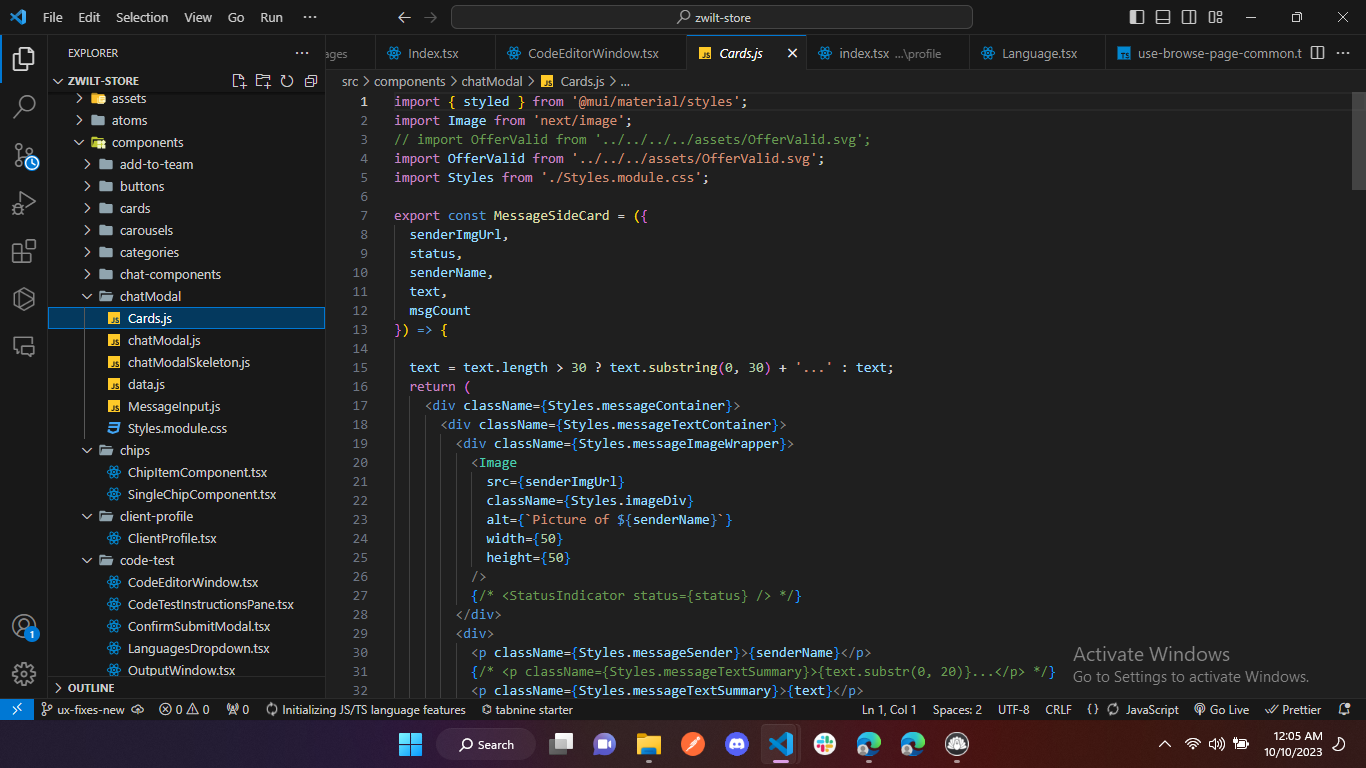 File Edit Selection View Go Run ···
zwilt-store
EXPLORER ···
ages Index.tsx CodeEditorWindow.tsx Cards.js index.tsx ...\profile Language.tsx use-browse-page-common.t ···
ZWILT-STORE
src > components > chatModal > Cards.js > ...
assets
atoms
components
add-to-team
buttons
cards
carousels
categories
chat-components
chatModal
Cards.js
chatModal.js
chatModalSkeleton.js
data.js
MessageInput.js
Styles.module.css
chips
ChipItemComponent.tsx
SingleChipComponent.tsx
client-profile
ClientProfile.tsx
code-test
CodeEditorWindow.tsx
CodeTestInstructionsPane.tsx
ConfirmSubmitModal.tsx
LanguagesDropdown.tsx
OutputWindow.tsx
OUTLINE
1 import { styled } from '@mui/material/styles';
2 import Image from 'next/image';
3 // import OfferValid from '../../../../assets/OfferValid.svg';
4 import OfferValid from '../../../assets/OfferValid.svg';
5 import Styles from './Styles.module.css';
6
7 export const MessageSideCard = ({
8 senderImgUrl,
9 status,
10 senderName,
11 text,
12 msgCount
13 }) => {
14
15 text = text.length > 30 ? text.substring(0, 30) + '...' : text;
16 return (
17 <div className={Styles.messageContainer}>
18 <div className={Styles.messageTextContainer}>
19 <div className={Styles.messageImageWrapper}>
20 <Image
21 src={senderImgUrl}
22 className={Styles.imageDiv}
23 alt={`Picture of ${senderName}`}
24 width={50}
25 height={50}
26 />
27 {/* <StatusIndicator status={status} /> */}
28 </div>
29 <div>
30 <p className={Styles.messageSender}>{senderName}</p>
31 {/* <p className={Styles.messageTextSummary}>{text.substr(0, 20)}...</p> */}
32 <p className={Styles.messageTextSummary}>{text}</p>
Activate Windows
Go to Settings to activate Windows.
1
ux-fixes-new 0 0 0 Initializing JS/TS language features tabnine starter Ln 1, Col 1 Spaces: 2 UTF-8 CRLF {} JavaScript Go Live Prettier
Search
12:05 AM
10/10/2023